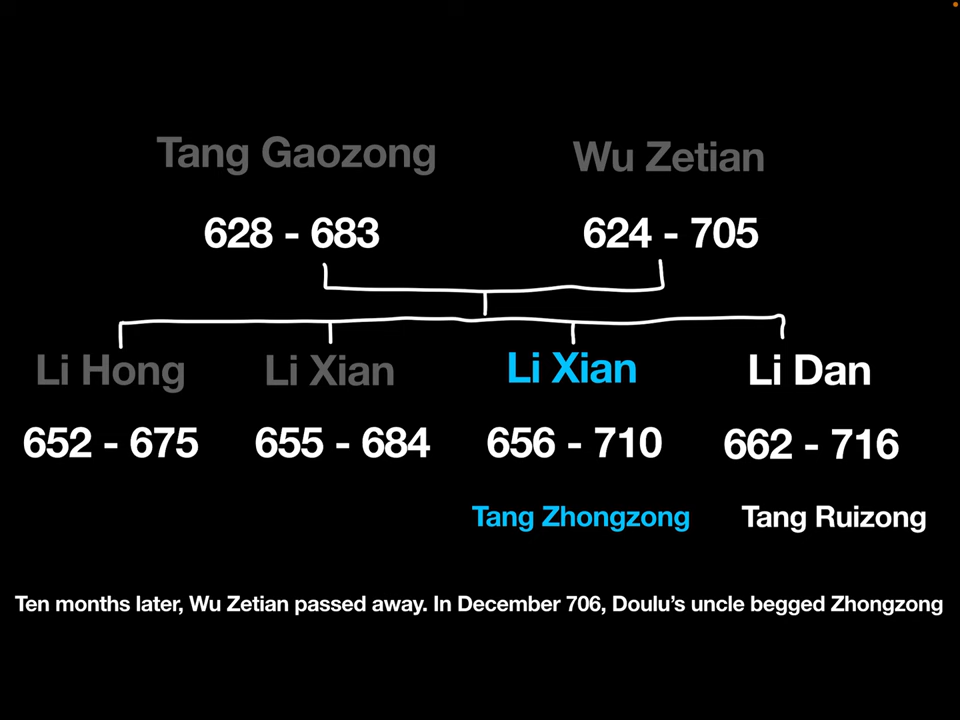 Tang Gaozong Wu Zetian
628 - 683 624 - 705
Li Hong Li Xian Li Xian Li Dan
652 - 675 655 - 684 656 - 710 662 - 716
Tang Zhongzong Tang Ruizong
Ten months later, Wu Zetian passed away. In December 706, Doulu's uncle begged Zhongzong